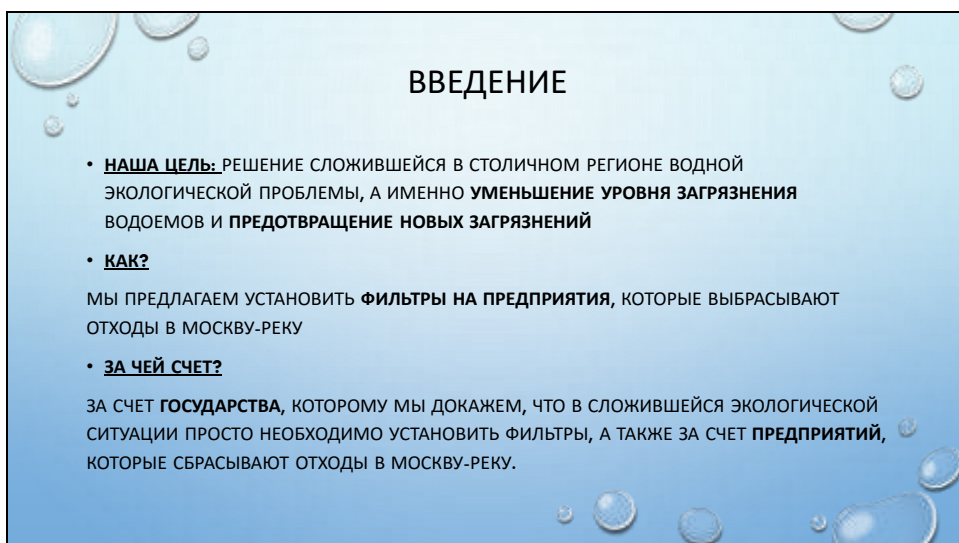 ВВЕДЕНИЕ
• НАША ЦЕЛЬ: РЕШЕНИЕ СЛОЖИВШЕЙСЯ В СТОЛИЧНОМ РЕГИОНЕ ВОДНОЙ
ЭКОЛОГИЧЕСКОЙ ПРОБЛЕМЫ, А ИМЕННО УМЕНЬШЕНИЕ УРОВНЯ ЗАГРЯЗНЕНИЯ
ВОДОЕМОВ И ПРЕДОТВРАЩЕНИЕ НОВЫХ ЗАГРЯЗНЕНИЙ
• КАК?
МЫ ПРЕДЛАГАЕМ УСТАНОВИТЬ ФИЛЬТРЫ НА ПРЕДПРИЯТИЯ, КОТОРЫЕ ВЫБРАСЫВАЮТ
ОТХОДЫ В МОСКВУ-РЕКУ
• ЗА ЧЕЙ СЧЕТ?
ЗА СЧЕТ ГОСУДАРСТВА, КОТОРОМУ МЫ ДОКАЖЕМ, ЧТО В СЛОЖИВШЕЙСЯ ЭКОЛОГИЧЕСКОЙ
СИТУАЦИИ ПРОСТО НЕОБХОДИМО УСТАНОВИТЬ ФИЛЬТРЫ, А ТАКЖЕ ЗА СЧЕТ ПРЕДПРИЯТИЙ,
КОТОРЫЕ СБРАСЫВАЮТ ОТХОДЫ В МОСКВУ-РЕКУ.